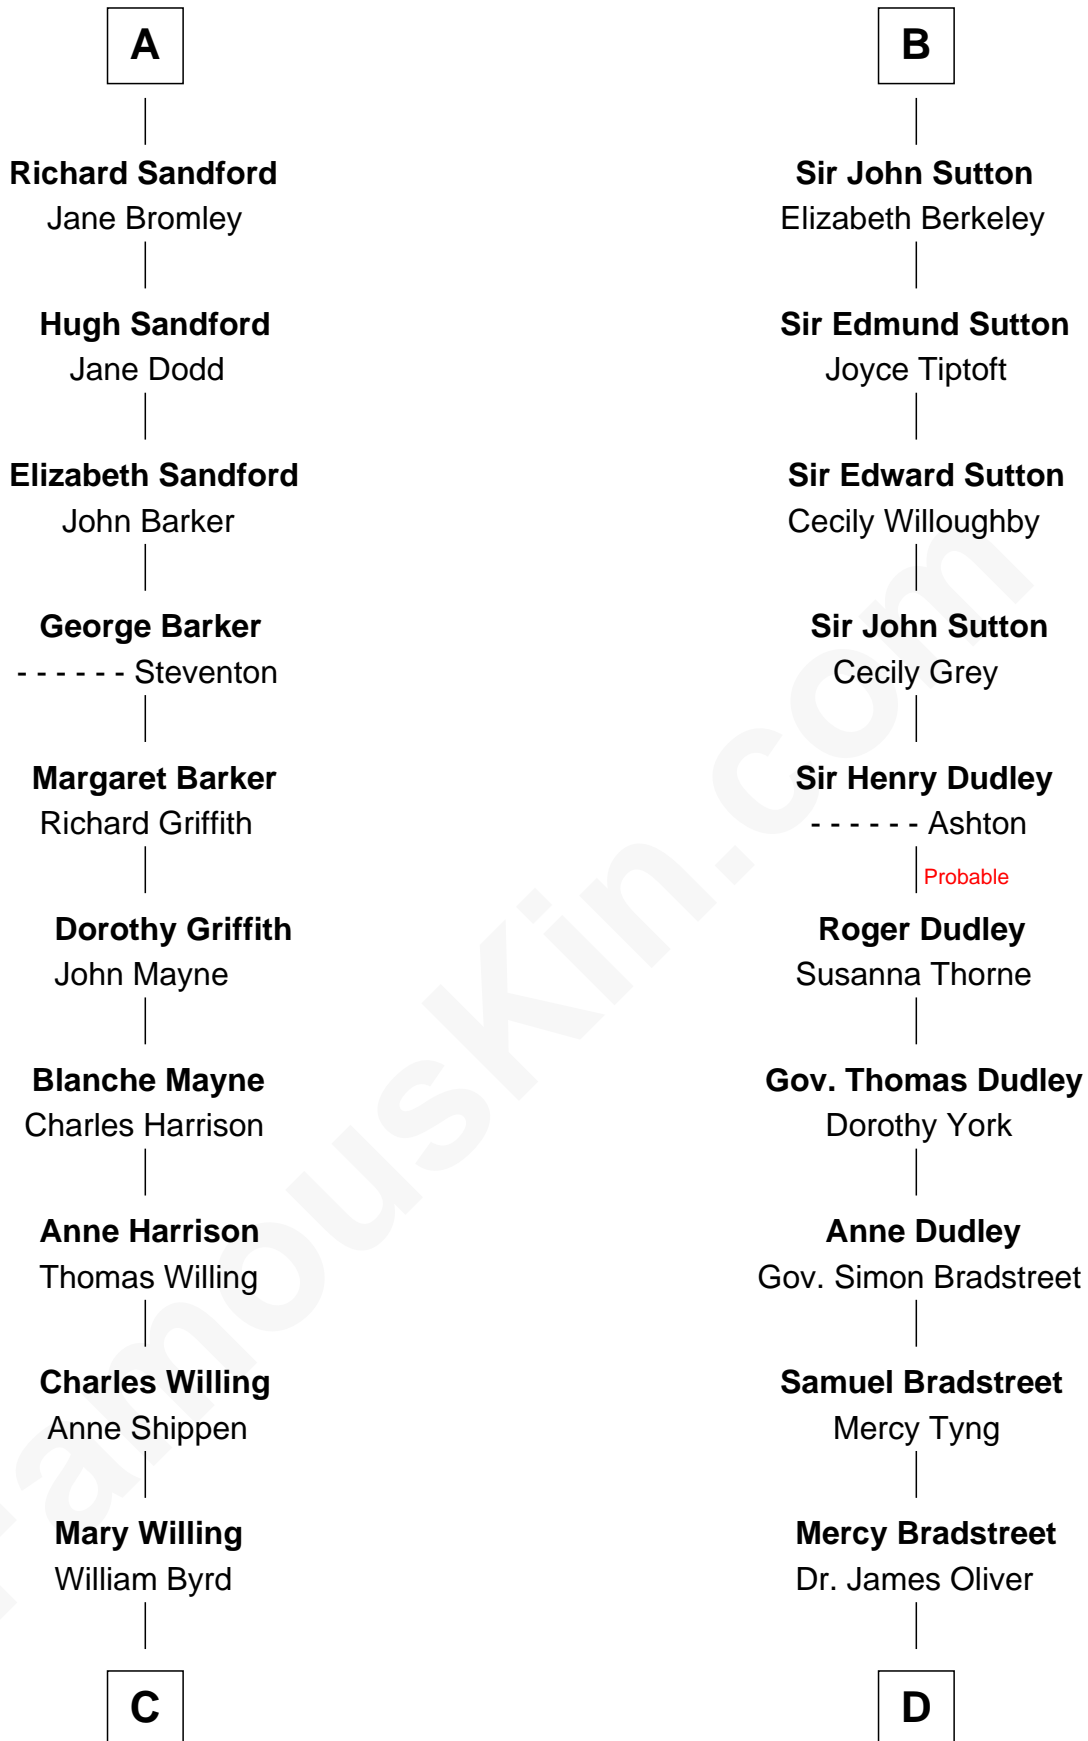 A
Richard Sandford
Jane Bromley
Hugh Sandford
Jane Dodd
Elizabeth Sandford
John Barker
George Barker
- - - - - - Steventon
Margaret Barker
Richard Griffith
Dorothy Griffith
John Mayne
Blanche Mayne
Charles Harrison
Anne Harrison
Thomas Willing
Charles Willing
Anne Shippen
Mary Willing
William Byrd
C
B
Sir John Sutton
Elizabeth Berkeley
Sir Edmund Sutton
Joyce Tiptoft
Sir Edward Sutton
Cecily Willoughby
Sir John Sutton
Cecily Grey
Sir Henry Dudley
- - - - - - Ashton
Probable
Roger Dudley
Susanna Thorne
Gov. Thomas Dudley
Dorothy York
Anne Dudley
Gov. Simon Bradstreet
Samuel Bradstreet
Mercy Tyng
Mercy Bradstreet
Dr. James Oliver
D
FamousKin.com